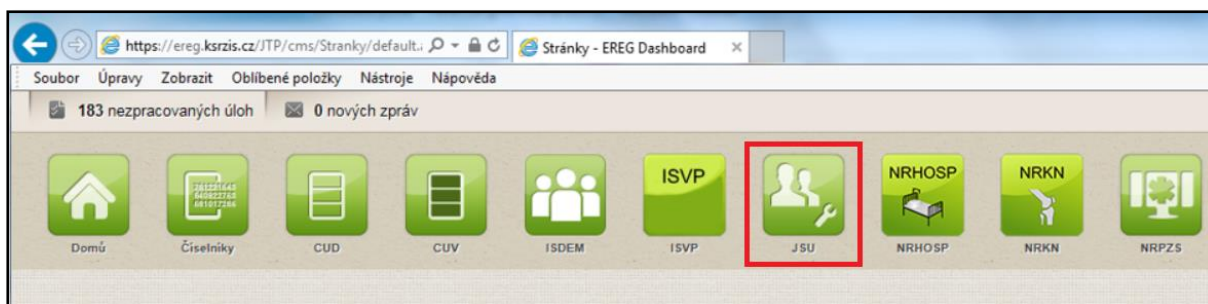 https://ereg.ksrzis.cz/JTP/cms/Stranky/default.
Stránky - EREG Dashboard
Soubor Úpravy Zobrazit Oblíbené položky Nástroje Nápověda
183 nezpracovaných úloh 0 nových zpráv
ISVP NRHOSP NRKN
Domů Číselníky CUD CUV ISDEM ISVP JSU NRHOSP NRKN NRPZS